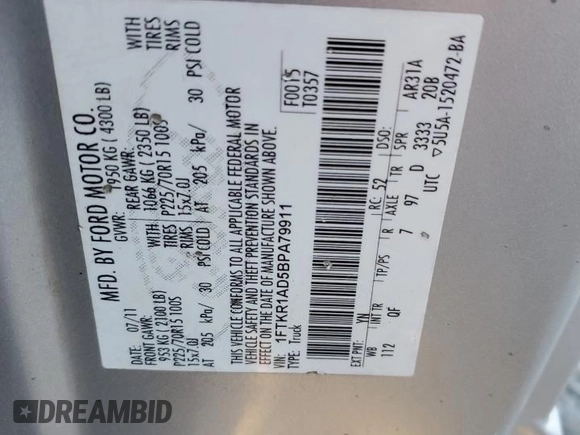 MFD. BY FORD MOTOR CO.
DATE: 07/11
GVWR: 1950 KG ( 4300 LB)
FRONT GAWR: 953 KG ( 2100 LB)
REAR GAWR: 1066 KG ( 2350 LB)
P225/70R15 100S TIRES
15x7.0J RIMS
AT 205 kPa/ 30 PSI COLD
P225/70R15 100S TIRES
15x7.0J RIMS
AT 205 kPa/ 30 PSI COLD
THIS VEHICLE CONFORMS TO ALL APPLICABLE FEDERAL MOTOR
VEHICLE SAFETY AND THEFT PREVENTION STANDARDS IN
EFFECT ON THE DATE OF MANUFACTURE SHOWN ABOVE.
VIN: 1FTKR1AD5BPA79911
TYPE: Truck
F0015
T0357
EXT PNT: YN RC: 52 DSO:
WB INT TR TP/PS R AXLE TR SPR AR31A
112 QF 7 97 D 3333 20B
UTC ▽5U5A-1520472-BA
DREAMBID